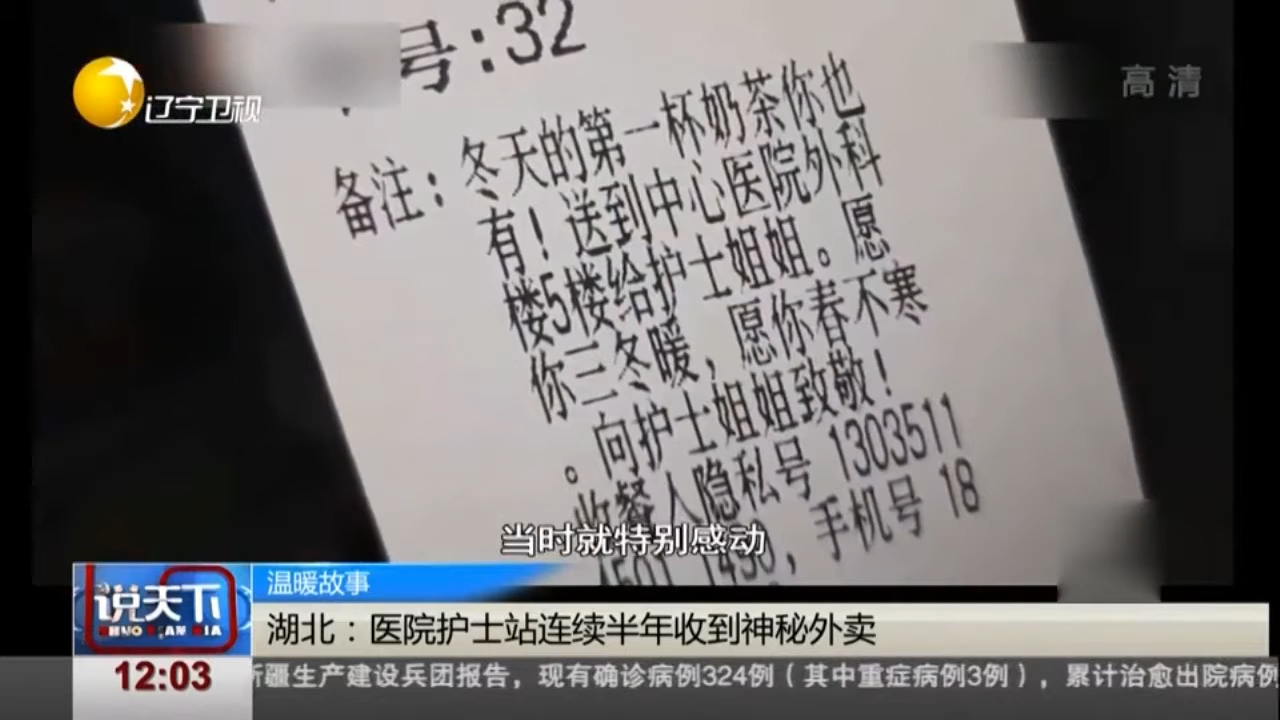 号:32
辽宁卫视
高清
备注：冬天的第一杯奶茶你也
有！送到中心医院外科
楼5楼给护士姐姐。愿
你三冬暖，愿你春不寒
。向护士姐姐致敬！
收餐人隐私号 1303511
1498，手机号 18
当时就特别感动
温暖故事
说天下
SHUO TIAN XIA
湖北：医院护士站连续半年收到神秘外卖
12:03
新疆生产建设兵团报告，现有确诊病例324例（其中重症病例3例），累计治愈出院病例